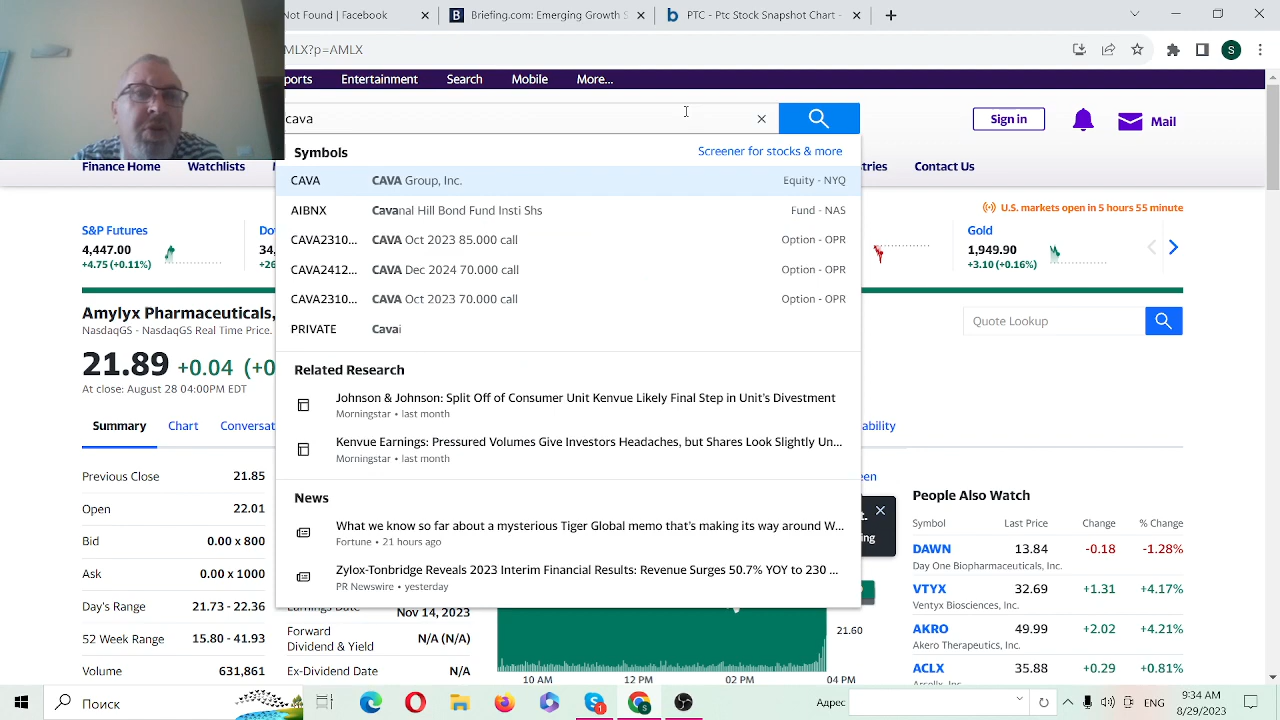 Not t
Briefing.com: Emerging Growth S
PTC - Ptc Stock Snapshot Chart -
MLX?p=AMLX
S
ports
Entertainment
Search
Mobile
More...
cava
Sign in
Mail
Finance Home
Watchlists
Contact Us
Symbols
Screener for stocks & more
CAVA CAVA Group, Inc. Equity - NYQ
AIBNX Cavanal Hill Bond Fund Insti Shs Fund - NAS
CAVA2310... CAVA Oct 2023 85.000 call Option - OPR
CAVA2412... CAVA Dec 2024 70.000 call Option - OPR
CAVA2310... CAVA Oct 2023 70.000 call Option - OPR
PRIVATE Cavai
Related Research
Johnson & Johnson: Split Off of Consumer Unit Kenvue Likely Final Step in Unit's Divestment
Morningstar • last month
Kenvue Earnings: Pressured Volumes Give Investors Headaches, but Shares Look Slightly Un...
Morningstar • last month
News
What we know so far about a mysterious Tiger Global memo that's making its way around W...
Fortune • 21 hours ago
Zylox-Tonbridge Reveals 2023 Interim Financial Results: Revenue Surges 50.7% YOY to 230 ...
PR Newswire • yesterday
tries
U.S. markets open in 5 hours 55 minute
S&P Futures
4,447.00
+4.75 (+0.11%)
Do
34,
+26
Gold
1,949.90
+3.10 (+0.16%)
Amylyx Pharmaceuticals,
NasdaqGS - NasdaqGS Real Time Price.
21.89 +0.04 (+0
At close: August 28 04:00PM EDT
Quote Lookup
Summary
Chart
Conversat
ability
Previous Close 21.85
Open 22.01
Bid 0.00 x 800
Ask 0.00 x 1000
Day's Range 21.73 - 22.36
52 Week Range 15.80 - 41.93
Volume 631,861
Earnings Date Nov 14, 2023
Forward Dividend & Yield N/A (N/A)
Ex-Dividend Date N/A
een
ing
21.60
10 AM
12 PM
02 PM
04 PM
People Also Watch
Symbol Last Price Change % Change
DAWN 13.84 -0.18 -1.28%
Day One Biopharmaceuticals, Inc.
VTYX 32.69 +1.31 +4.17%
Ventyx Biosciences, Inc.
AKRO 49.99 +2.02 +4.21%
Akero Therapeutics, Inc.
ACLX 35.88 +0.29 +0.81%
Arcellx, Inc.
Поиск
1
S
Адрес
ENG
9:34 AM
8/29/2023